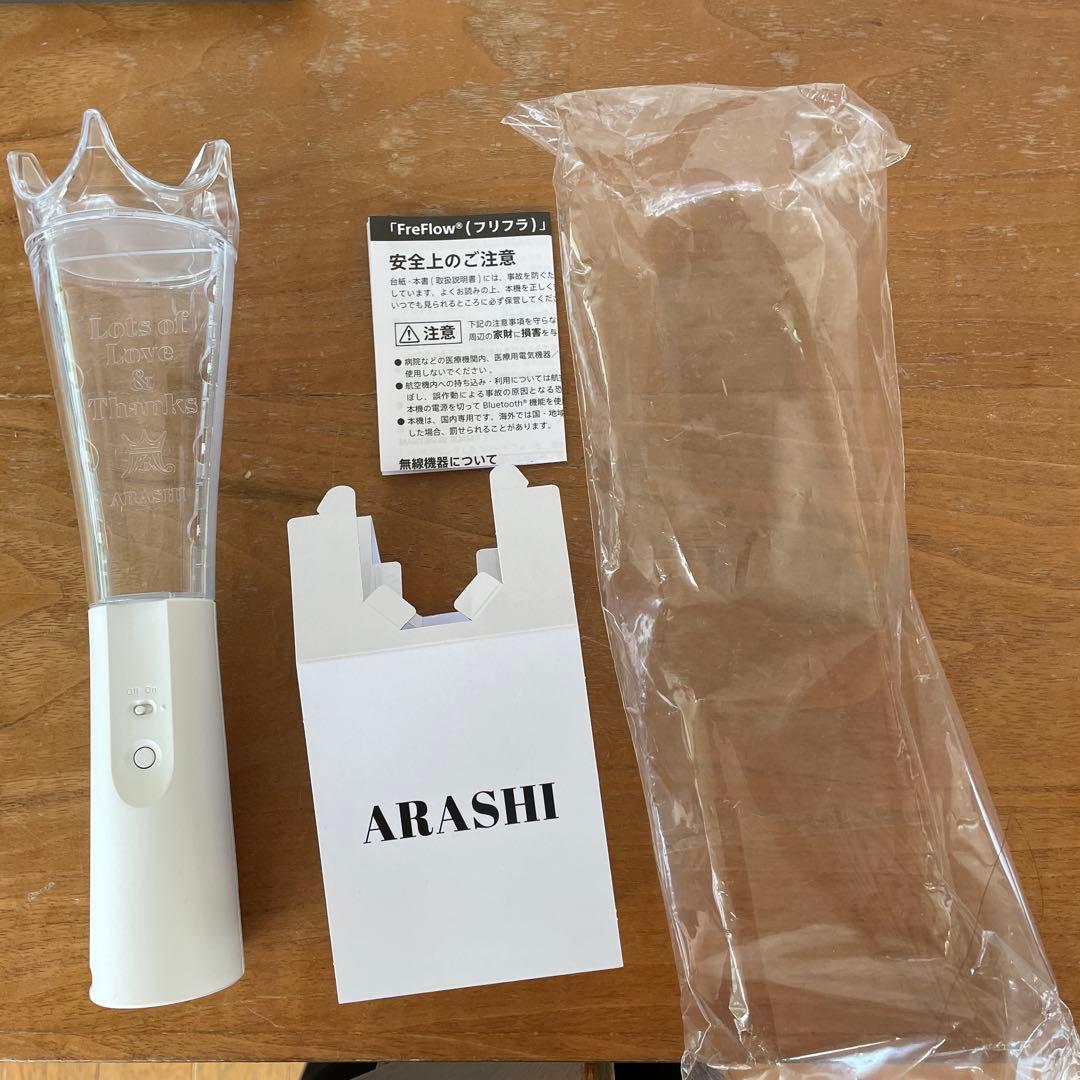 Lots of
Love
&
Thanks
ARASHI
Off On
「FreFlow®(フリフラ)」
安全上のご注意
台紙・本書(取扱説明書)には、事故を防ぐた
しています。よくお読みの上、本機を正しく
いつでも見られるところに必ず保管してくだ
注意
下記の注意事項を守らな
周辺の家財に損害を与
●病院などの医療機関内、医療用電気機器/
使用しないでください。
●航空機内への持ち込み・利用については航
ぼし、誤作動による事故の原因となる恐
本機の電源を切って Bluetooth® 機能を使
●本機は、国内専用です。海外では国・地域
した場合、罰せられることがあります。
無線機器について
ARASHI